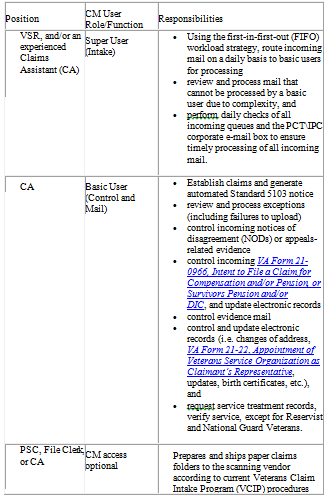 Position
CM User
Role/Function
Responsibilities
VSR, and/or an
experienced
Claims
Assistant (CA)
Super User
(Intake)
• Using the first-in-first-out (FIFO)
workload strategy, route incoming
mail on a daily basis to basic users
for processing
• review and process mail that
cannot be processed by a basic
user due to complexity, and
• perform daily checks of all
incoming queues and the PCT\IPC
corporate e-mail box to ensure
timely processing of all incoming
mail.
CA
Basic User
(Control and
Mail)
• Establish claims and generate
automated Standard 5103 notice
• review and process exceptions
(including failures to upload)
• control incoming notices of
disagreement (NODs) or appeals-
related evidence
• control incoming VA Form 21-
0966, Intent to File a Claim for
Compensation and/or Pension, or
Survivors Pension and/or
DIC, and update electronic records
• control evidence mail
• control and update electronic
records (i.e. changes of address,
VA Form 21-22, Appointment of
Veterans Service Organisation as
Claimant's Representative,
updates, birth certificates, etc.),
and
• request service treatment records,
verify service, except for Reservist
and National Guard Veterans.
PSC, File Clerk,
or CA
CM access
optional
Prepares and ships paper claims
folders to the scanning vendor
according to current Veterans Claim
Intake Program (VCIP) procedures